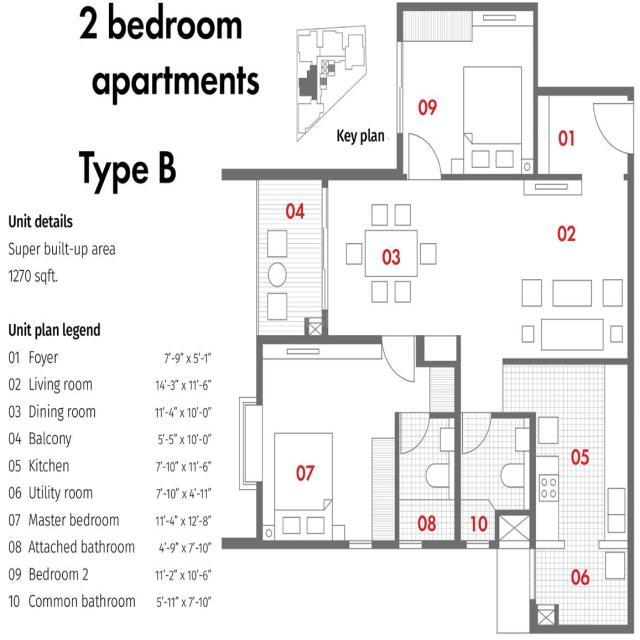 2 bedroom
apartments
Type B
Key plan
Unit details
Super built-up area
1270 sqft.
Unit plan legend
01 Foyer 7'-9" x 5'-1"
02 Living room 14'-3" x 11'-6"
03 Dining room 11'-4" x 10'-0"
04 Balcony 5'-5" x 10'-0"
05 Kitchen 7'-10" x 11'-6"
06 Utility room 7'-10" x 4'-11"
07 Master bedroom 11'-4" x 12'-8"
08 Attached bathroom 4'-9" x 7'-10"
09 Bedroom 2 11'-2" x 10'-6"
10 Common bathroom 5'-11" x 7'-10"
09
01
04
02
03
05
07
08
10
06